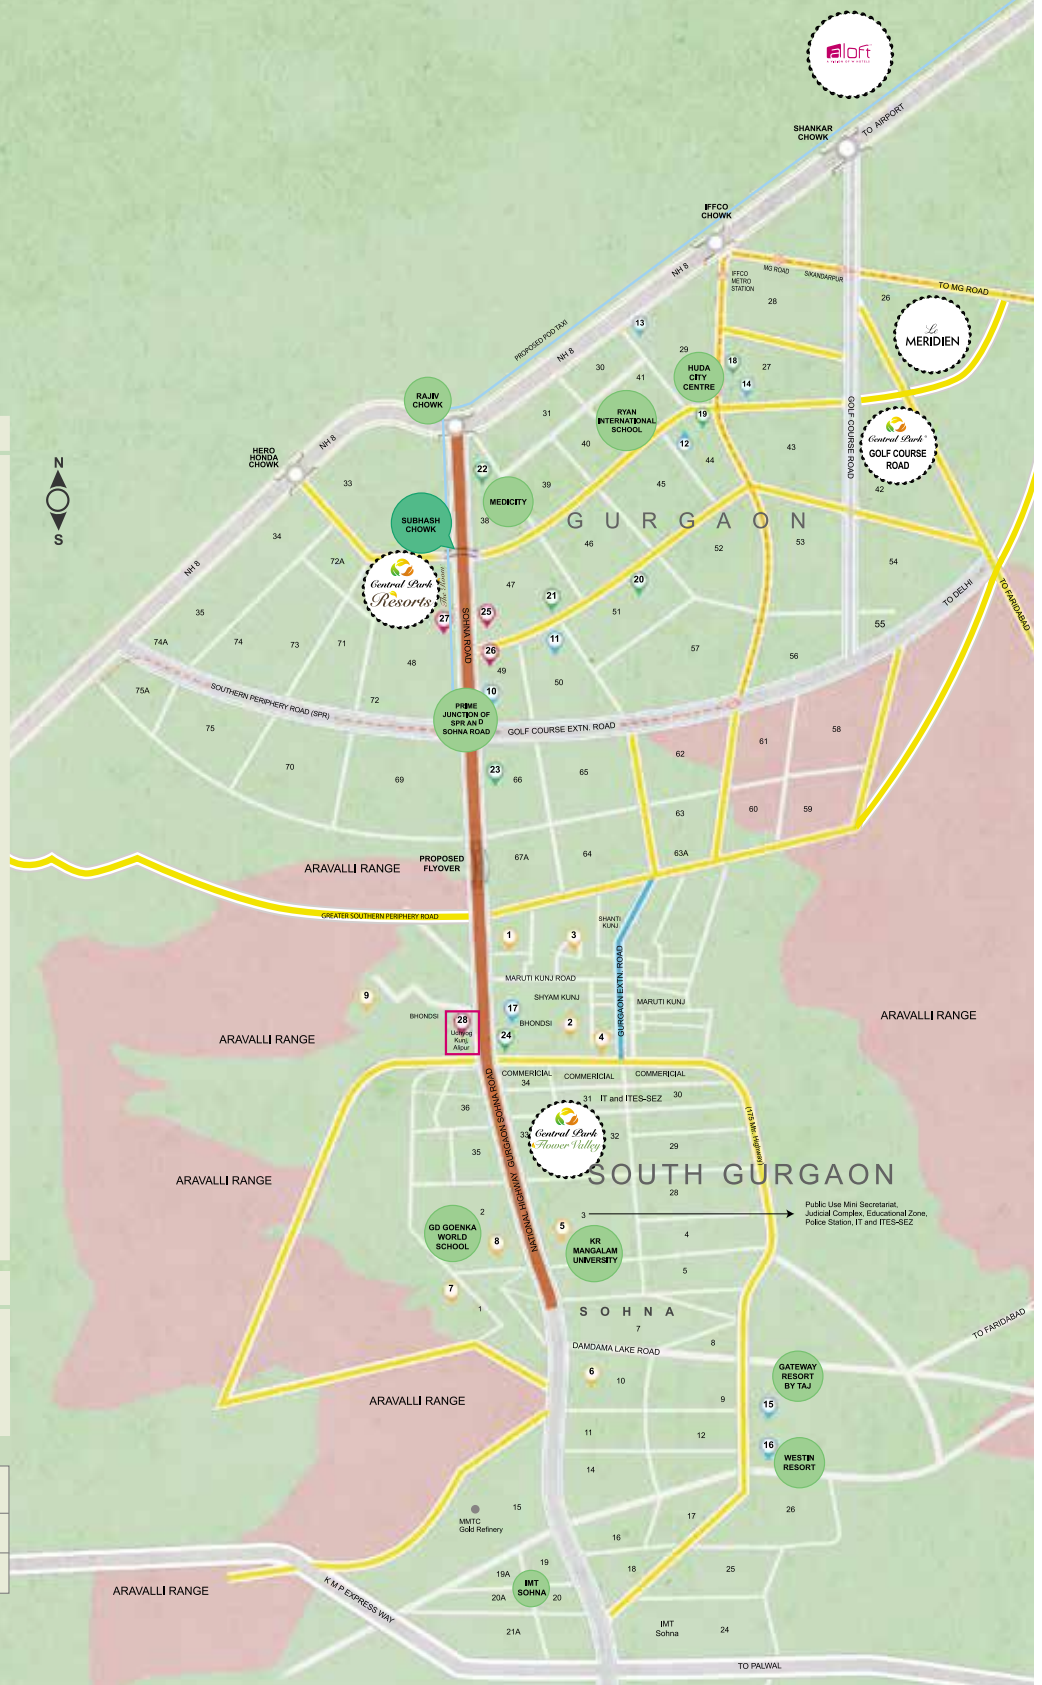 aloft
SHANKAR
CHOWK
TO AIRPORT
IFFCO
CHOWK
NH 8
IFFCO
METRO
STATION
MG ROAD
SIKANDARPUR
TO MG ROAD
28
26
Le
MERIDIEN
PROPOSED POD TAXI
NH 8
13
29
30
41
18
27
14
HUDA
CITY
CENTRE
RAJIV
CHOWK
31
RYAN
INTERNATIONAL
SCHOOL
19
12
40
44
43
GOLF COURSE ROAD
Central Park
GOLF COURSE
ROAD
42
NH 8
HERO
HONDA
CHOWK
N
S
33
22
39
45
MEDICITY
38
SUBHASH
CHOWK
GURGAON
34
46
52
53
54
72A
NH 8
Central Park
Resorts
The Room
47
20
21
51
TO DELHI
TO FARIDABAD
35
27
25
SOHNA ROAD
11
55
74A
74
73
71
48
26
49
57
56
75A
SOUTHERN PERIPHERY ROAD (SPR)
72
50
10
PRIME
JUNCTION OF
SPR AND
SOHNA ROAD
GOLF COURSE EXTN. ROAD
75
62
61
58
70
69
23
66
65
63
60
59
ARAVALLI RANGE
PROPOSED
FLYOVER
67A
64
63A
GREATER SOUTHERN PERIPHERY ROAD
SHANTI
KUNJ
1
3
MARUTI KUNJ ROAD
GURGAON EXTN. ROAD
9
SHYAM KUNJ
MARUTI KUNJ
BHONDSI
28
Udyog
Kunj,
Alipur
17
BHONDSI
2
24
4
ARAVALLI RANGE
ARAVALLI RANGE
COMMERICIAL
COMMERICIAL
COMMERICIAL
34
31
IT and ITES-SEZ
30
36
NATIONAL HIGHWAY GURGAON SOHNA ROAD
33
Central Park
Flower Valley
32
(175 Mtr. Highway)
35
29
SOUTH GURGAON
ARAVALLI RANGE
28
2
3
Public Use Mini Secretariat,
Judicial Complex, Educational Zone,
Police Station, IT and ITES-SEZ
GD GOENKA
WORLD
SCHOOL
8
5
KR
MANGALAM
UNIVERSITY
4
5
7
1
SOHNA
7
8
TO FARIDABAD
DAMDAMA LAKE ROAD
6
10
GATEWAY
RESORT
BY TAJ
ARAVALLI RANGE
9
15
11
12
16
WESTIN
RESORT
14
MMTC
Gold Refinery
15
17
26
16
19
18
25
19A
IMT
SOHNA
20A
20
ARAVALLI RANGE
K M P EXPRESS WAY
21A
IMT
Sohna
24
TO PALWAL